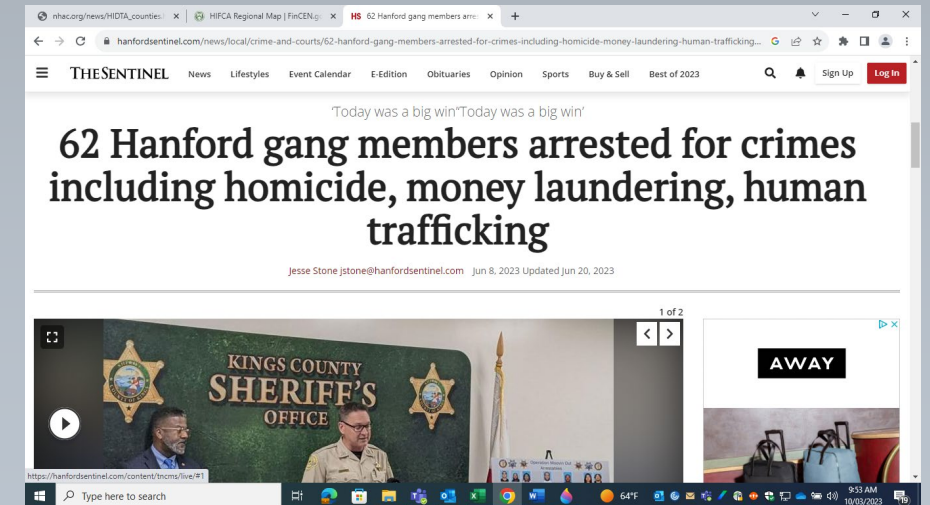 nhac.org/news/HIDTA_counties.
HIFCA Regional Map | FinCEN.g
HS 62 Hanford gang members arre
hanfordsentinel.com/news/local/crime-and-courts/62-hanford-gang-members-arrested-for-crimes-including-homicide-money-laundering-human-trafficking...
THE SENTINEL News Lifestyles Event Calendar E-Edition Obituaries Opinion Sports Buy & Sell Best of 2023 Sign Up Log In
'Today was a big win''Today was a big win'
62 Hanford gang members arrested for crimes
including homicide, money laundering, human
trafficking
Jesse Stone jstone@hanfordsentinel.com Jun 8, 2023 Updated Jun 20, 2023
1 of 2
KINGS COUNTY
SHERIFF'S
OFFICE
AWAY
https://hanfordsentinel.com/content/tncms/live/#1
Type here to search
64°F
9:53 AM
10/03/2023
19